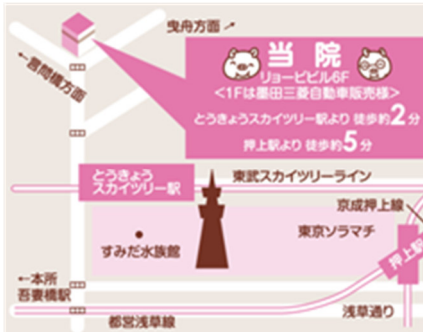 曳舟方面↗
←言問橋方面
当院
リョービビル6F
<1Fは墨田三菱自動車販売様>
とうきょうスカイツリー駅より 徒歩約2分
押上駅より 徒歩約5分
とうきょう
スカイツリー駅
東武スカイツリーライン
京成押上線
東京ソラマチ
すみだ水族館
押上駅
←本所
吾妻橋駅
都営浅草線
浅草通り